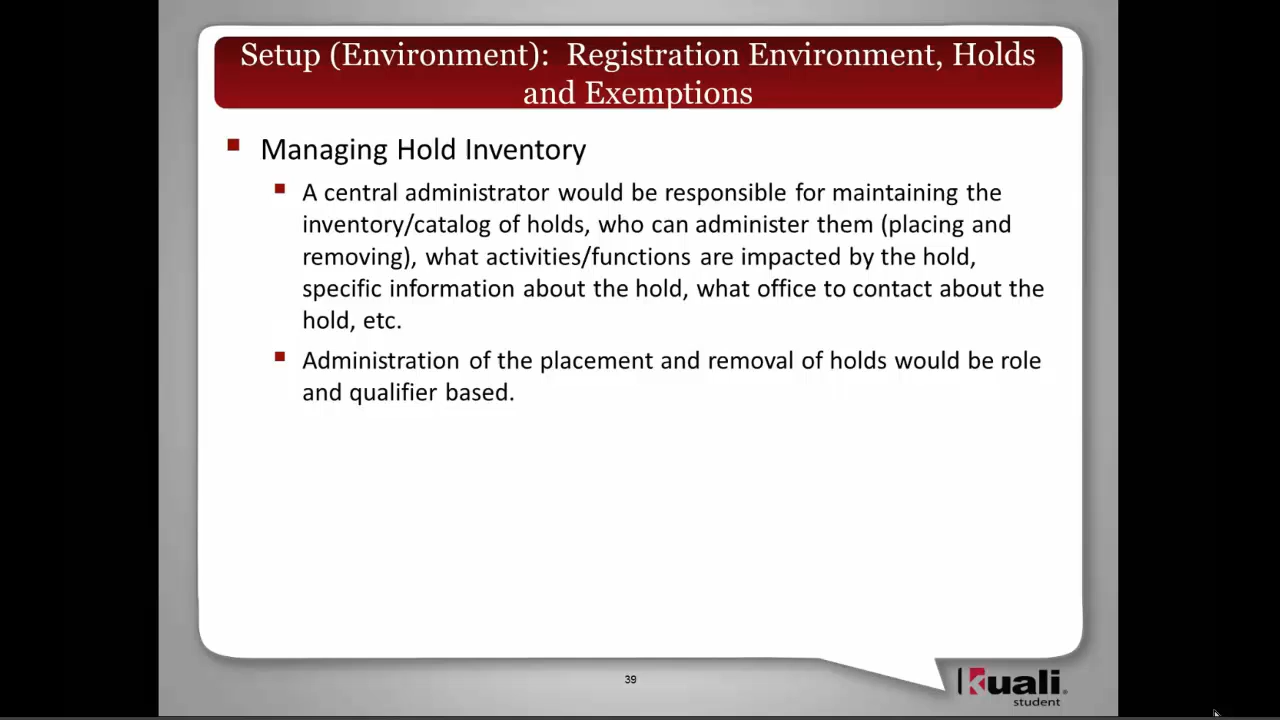 Setup (Environment): Registration Environment, Holds
and Exemptions
Managing Hold Inventory
A central administrator would be responsible for maintaining the
inventory/catalog of holds, who can administer them (placing and
removing), what activities/functions are impacted by the hold,
specific information about the hold, what office to contact about the
hold, etc.
Administration of the placement and removal of holds would be role
and qualifier based.
39
Kuali®
student